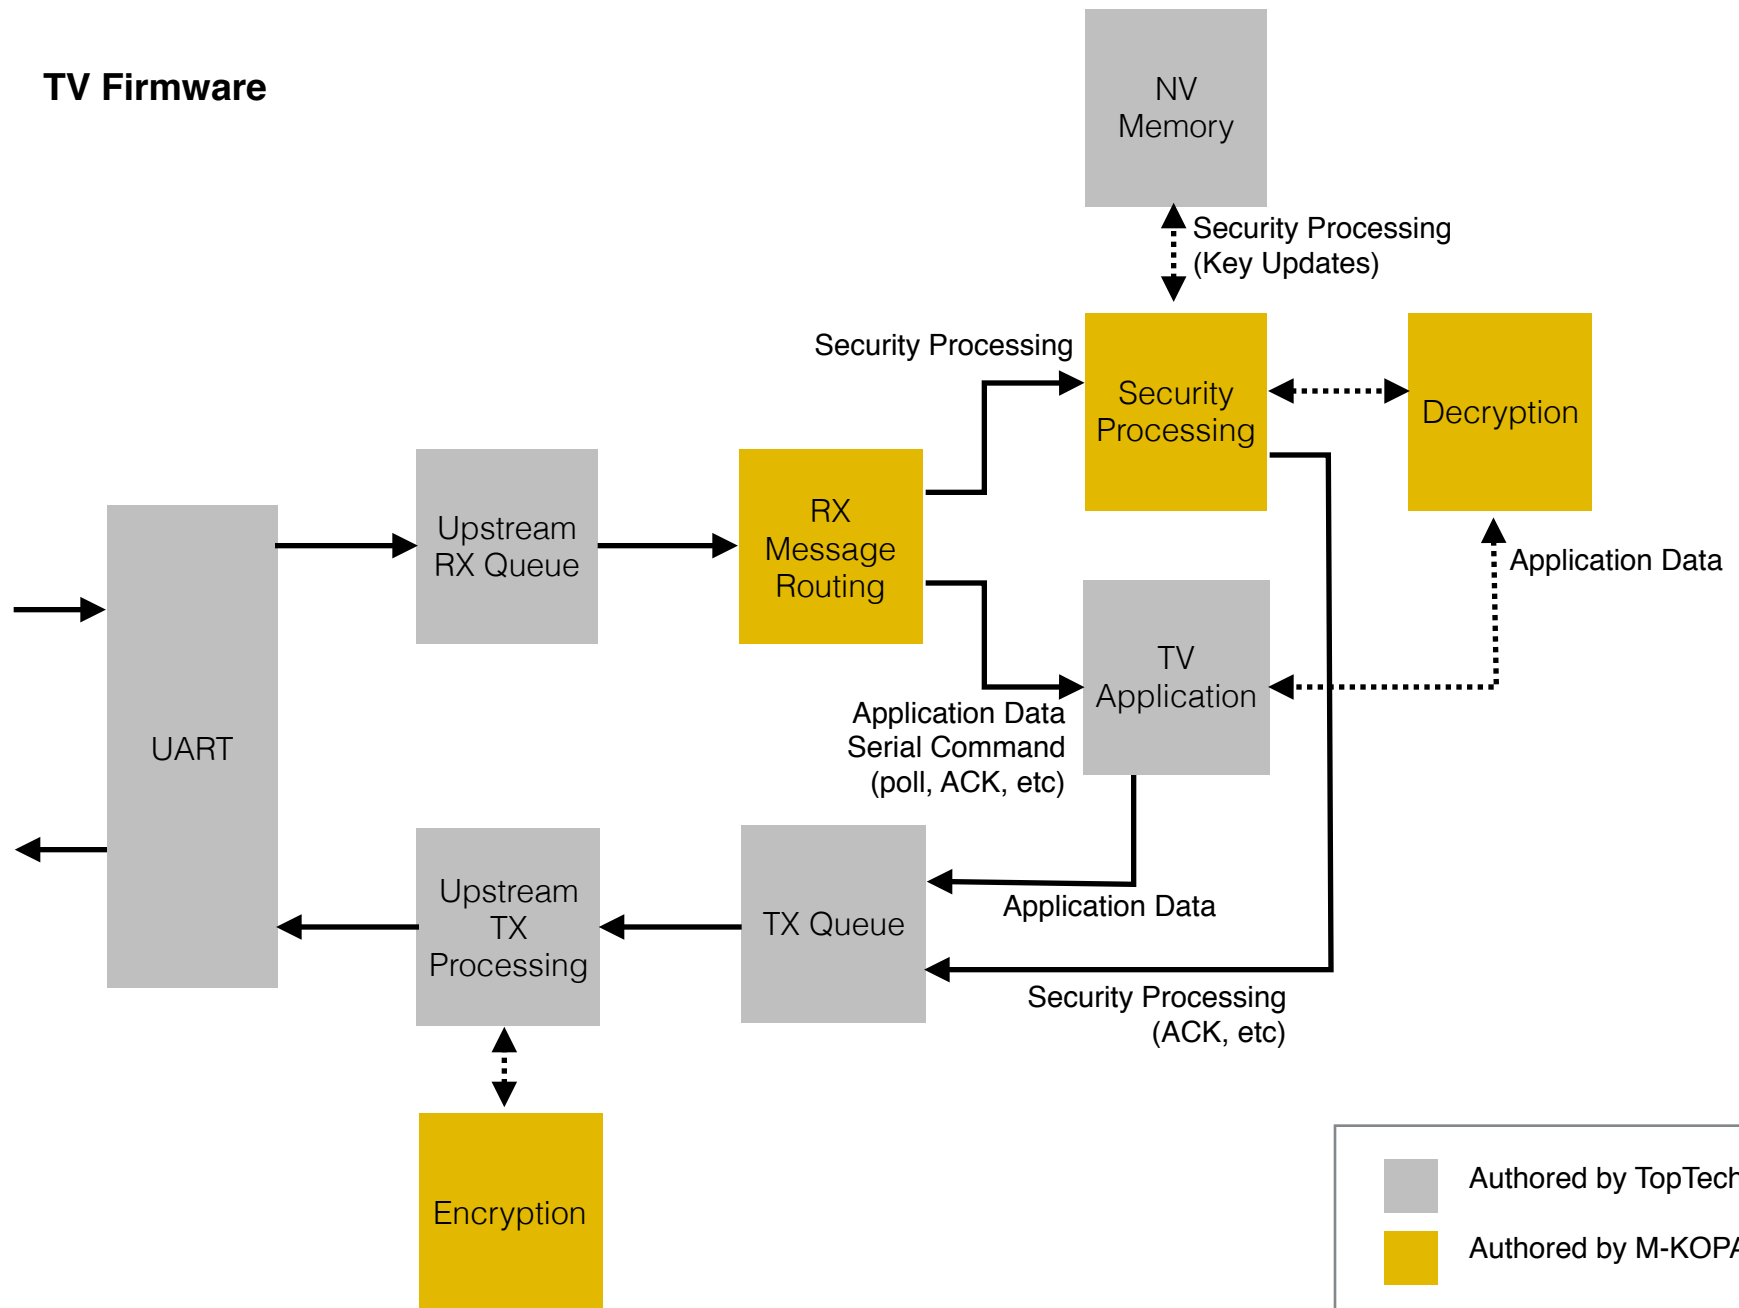 TV Firmware
NV
Memory
Security Processing
(Key Updates)
Security Processing
Security
Processing
Decryption
Upstream
RX Queue
RX
Message
Routing
Application Data
TV
Application
UART
Application Data
Serial Command
(poll, ACK, etc)
Upstream
TX
Processing
TX Queue
Application Data
Security Processing
(ACK, etc)
Encryption
Authored by TopTech
Authored by M-KOPA